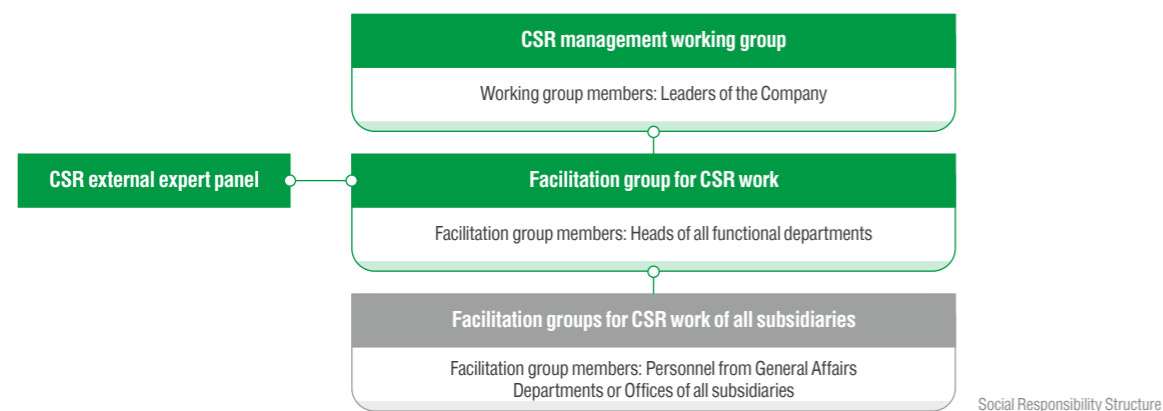 CSR management working group
Working group members: Leaders of the Company
CSR external expert panel
Facilitation group for CSR work
Facilitation group members: Heads of all functional departments
Facilitation groups for CSR work of all subsidiaries
Facilitation group members: Personnel from General Affairs
Departments or Offices of all subsidiaries
Social Responsibility Structure